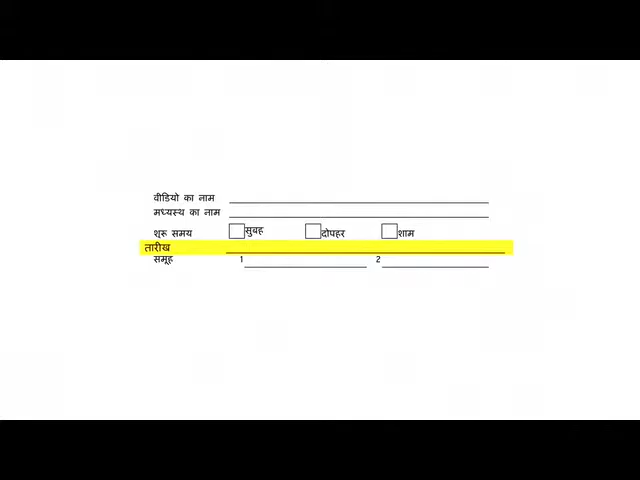 वीडियो का नाम
मध्यस्थ का नाम
शुरू समय सुबह दोपहर शाम
तारीख
समूह 1 2